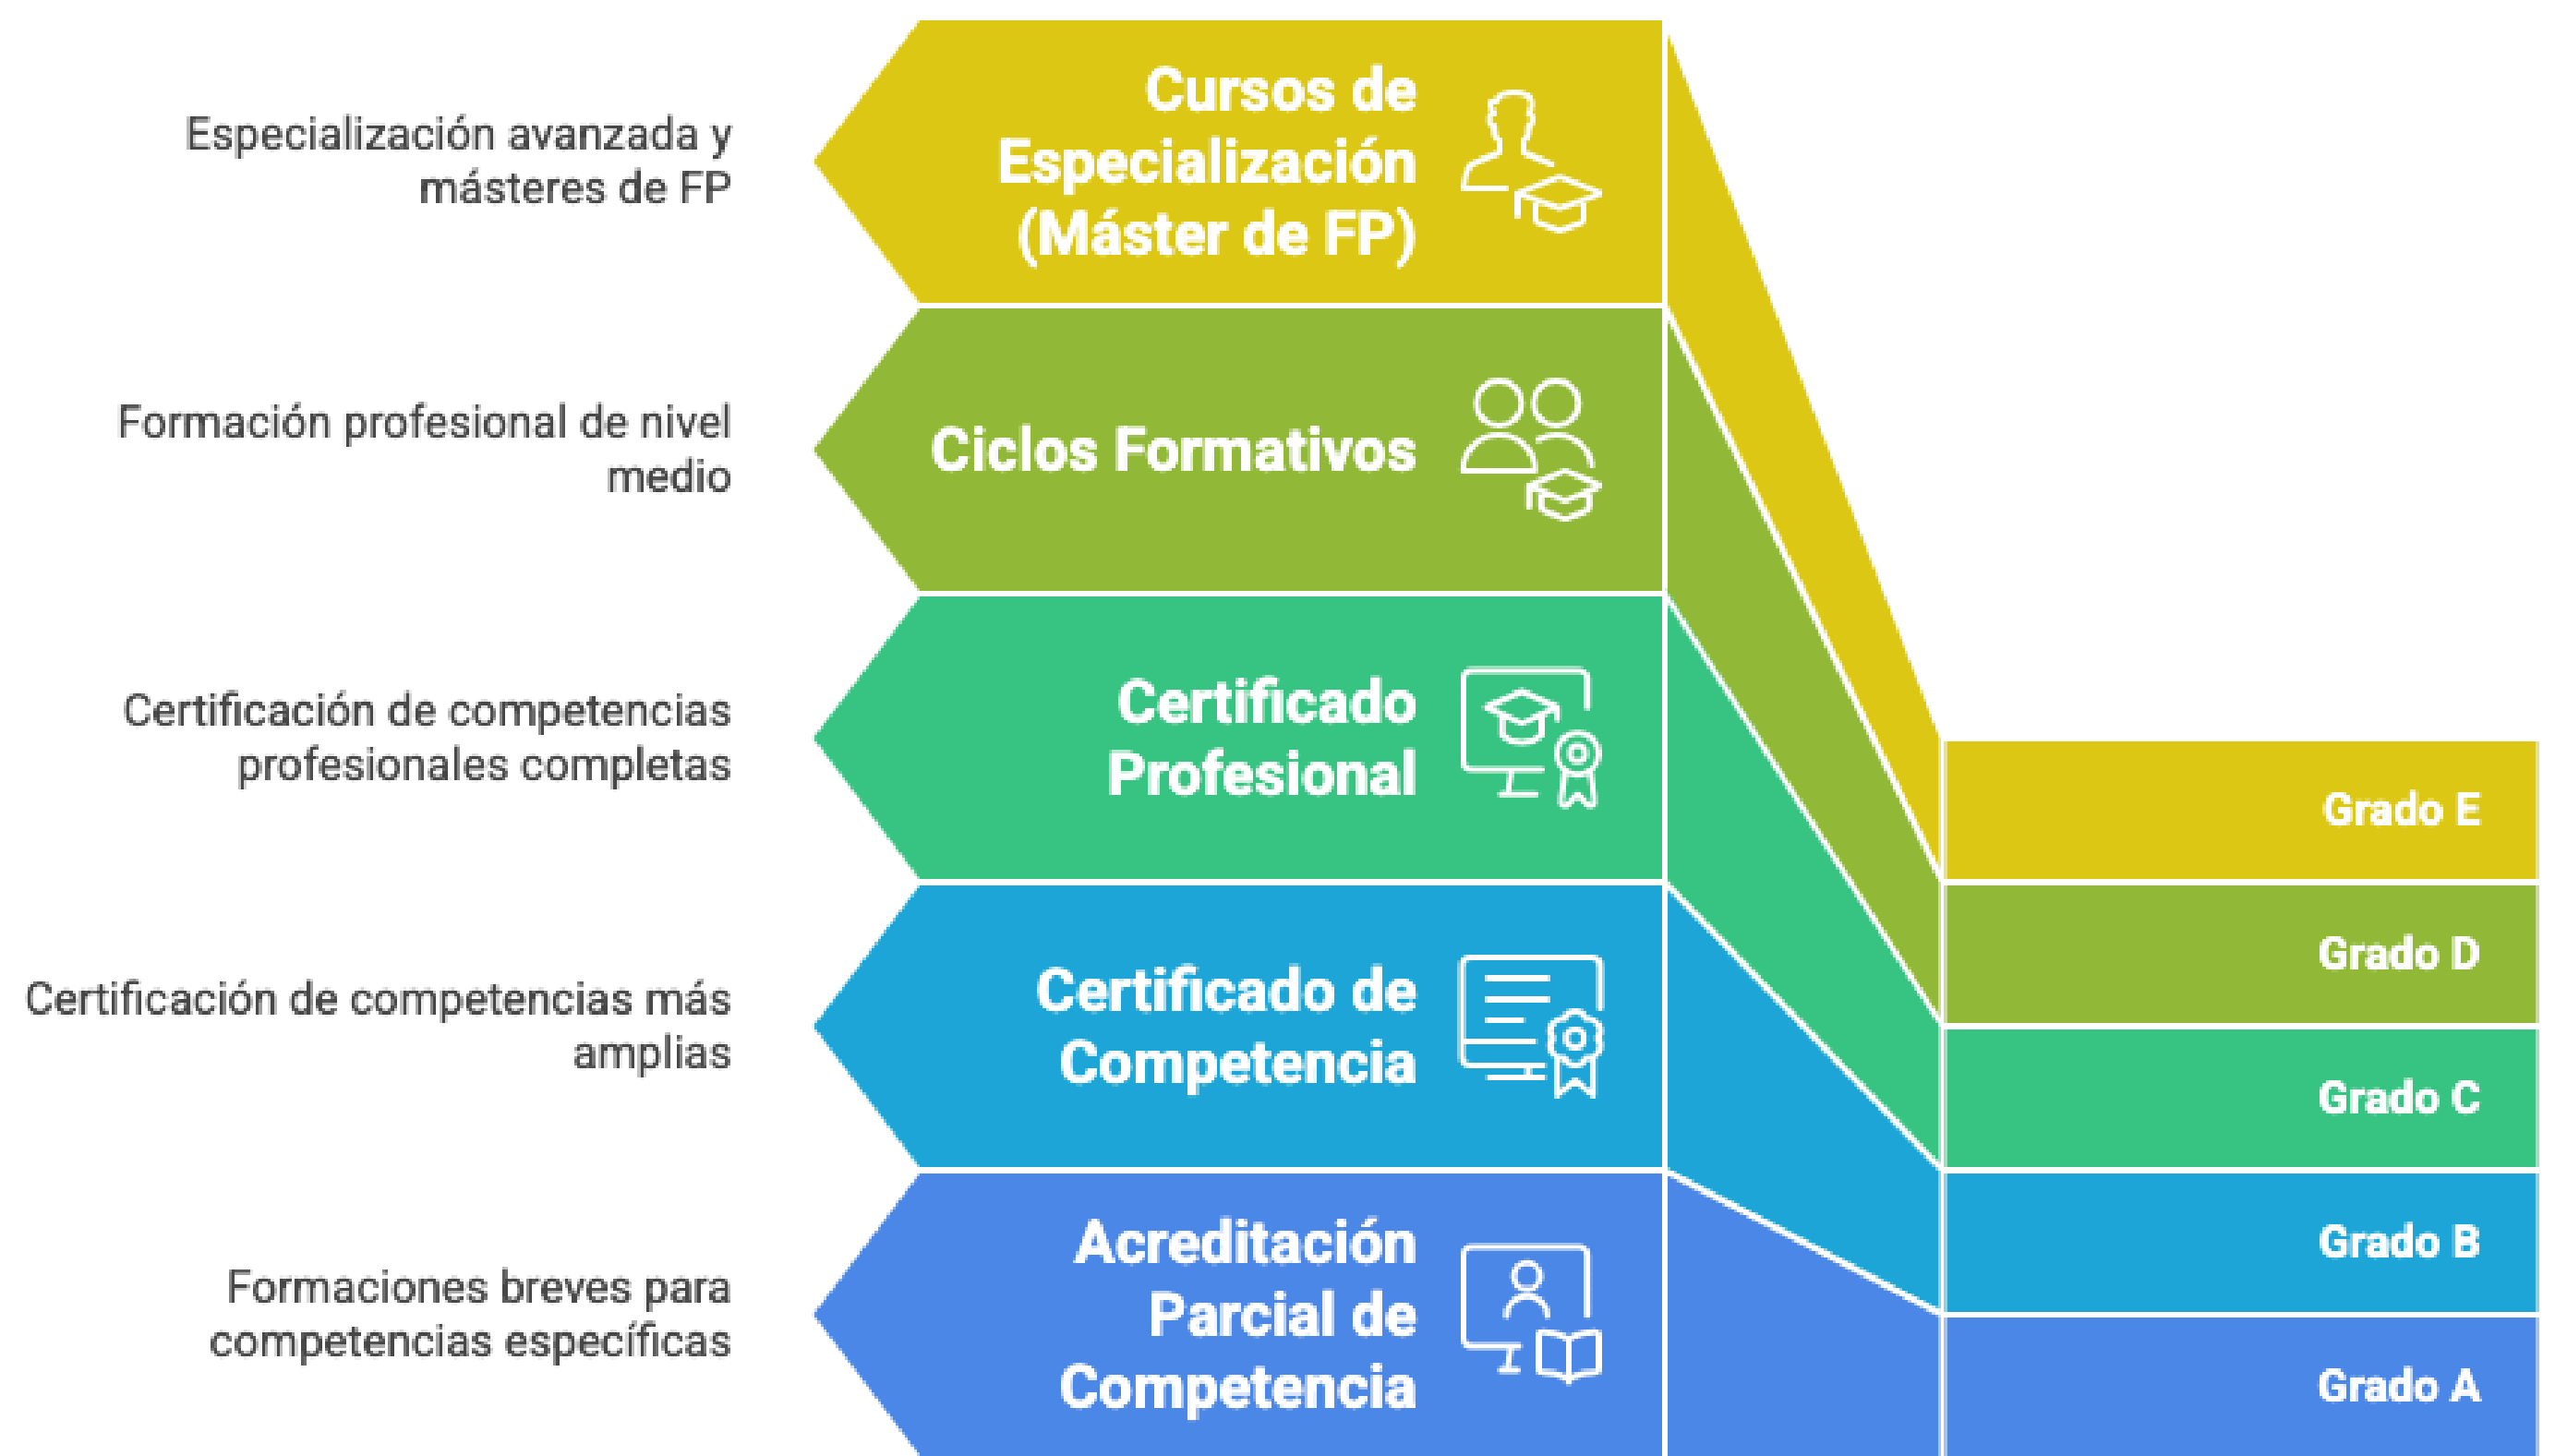 Especialización avanzada y
másteres de FP
Cursos de
Especialización
(Máster de FP)
Formación profesional de nivel
medio
Ciclos Formativos
Certificación de competencias
profesionales completas
Certificado
Profesional
Grado E
Grado D
Certificación de competencias más
amplias
Certificado de
Competencia
Grado C
Grado B
Formaciones breves para
competencias específicas
Acreditación
Parcial de
Competencia
Grado A